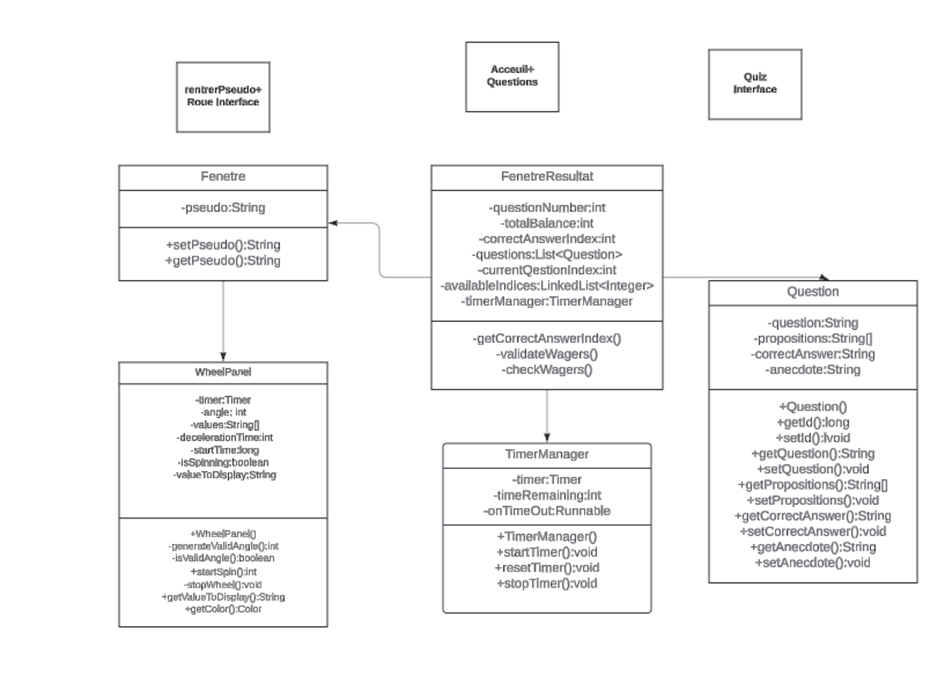 rentrerPseudo+
Roue Interface
Acceuil+
Questions
Quiz
Interface
Fenetre
-pseudo:String
+setPseudo():String
+getPseudo():String
FenetreResultat
-questionNumber:int
-totalBalance:int
-correctAnswerIndex:int
-questions:List<Question>
-currentQestionIndex:int
-availableIndices:LinkedList<Integer>
-timerManager:TimerManager
-getCorrectAnswerIndex()
-validateWagers()
-checkWagers()
Question
-question:String
-propositions:String[]
-correctAnswer:String
-anecdote:String
+Question()
+getId():long
+setId():lvoid
+getQuestion():String
+setQuestion():void
+getPropositions():String[]
+setPropositions():void
+getCorrectAnswer():String
+setCorrectAnswer():void
+getAnecdote():String
+setAnecdote():void
WheelPanel
-timer:Timer
-angle: int
-values:String[]
-decelerationTime:int
-startTime:long
-isSpinning:boolean
-valueToDisplay:String
+WheelPanel()
-generateValidAngle():int
-isValidAngle():boolean
+startSpin():int
-stopWheel():void
+getValueToDisplay():String
+getColor():Color
TimerManager
-timer:Timer
-timeRemaining:int
-onTimeOut:Runnable
+TimerManager()
+startTimer():void
+resetTimer():void
+stopTimer():void